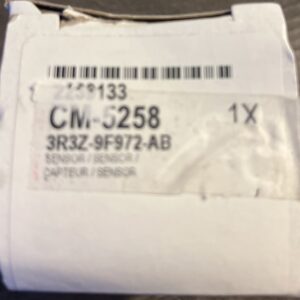 CM-5258 1X
3R3Z-9F972-AB
SENSOR / SENSOR /
CAPTEUR / SENSOR